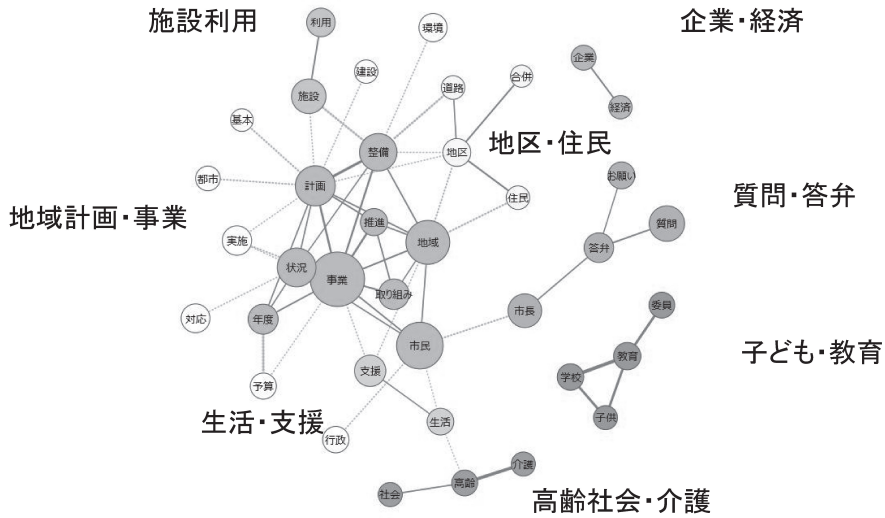 施設利用
利用
環境
企業・経済
企業
建設
合併
道路
施設
経済
基本
整備
地区
地区・住民
お願い
都市
計画
住民
質問・答弁
地域計画・事業
推進
質問
実施
地域
答弁
状況
事業
取り組み
対応
年度
市長
委員
市民
教育
子ども・教育
支援
学校
予算
生活・支援
生活
子供
行政
介護
高齢
社会
高齢社会・介護